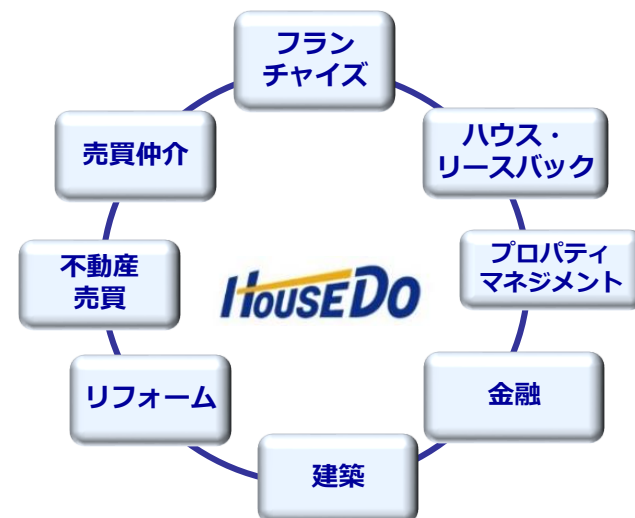 フラン
チャイズ
ハウス・
リースバック
プロパティ
マネジメント
金融
建築
リフォーム
不動産
売買
売買仲介
HouseDo